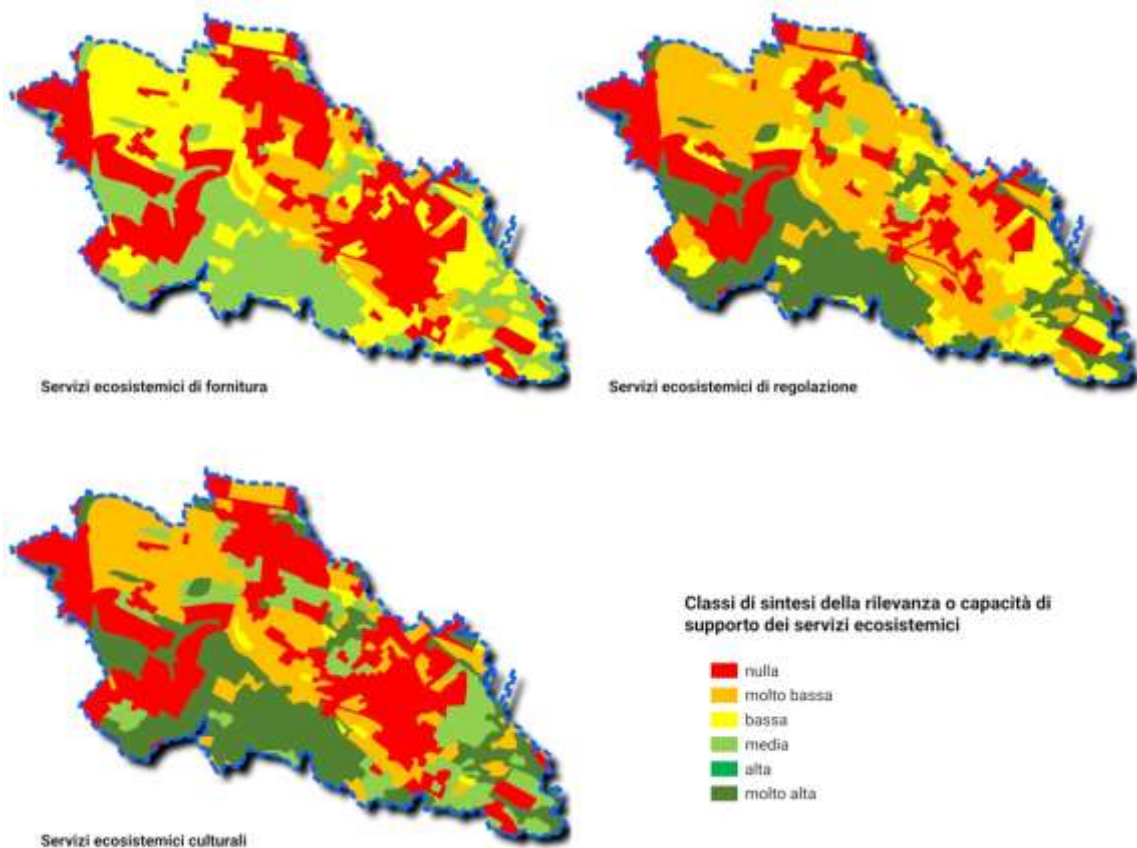 Servizi ecosistemici di fornitura
Servizi ecosistemici di regolazione
Servizi ecosistemici culturali
Classi di sintesi della rilevanza o capacità di
supporto dei servizi ecosistemici
nulla
molto bassa
bassa
media
alta
molto alta